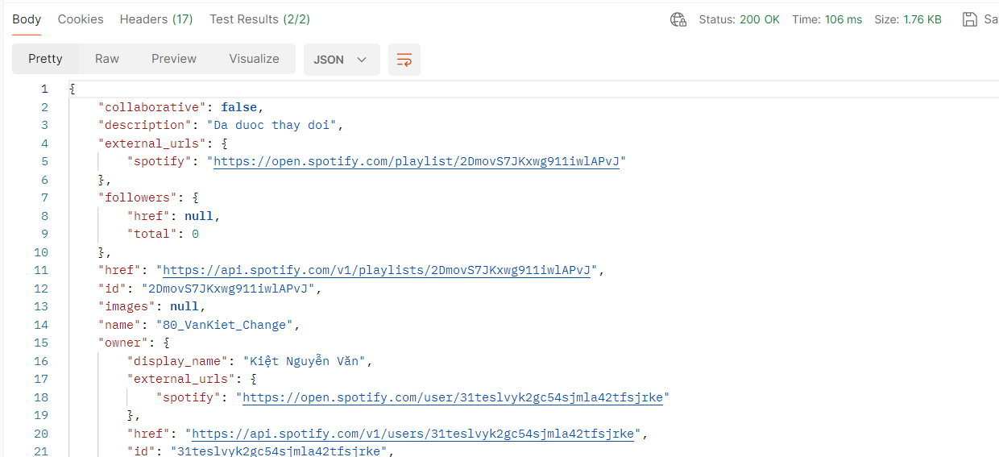 Body Cookies Headers (17) Test Results (2/2) Status: 200 OK Time: 106 ms Size: 1.76 KB
Pretty Raw Preview Visualize JSON
1 {
2 "collaborative": false,
3 "description": "Da duoc thay doi",
4 "external_urls": {
5 "spotify": "https://open.spotify.com/playlist/2DmovS7JKxwg911iwlAPvJ"
6 },
7 "followers": {
8 "href": null,
9 "total": 0
10 },
11 "href": "https://api.spotify.com/v1/playlists/2DmovS7JKxwg911iwlAPvJ",
12 "id": "2DmovS7JKxwg911iwlAPvJ",
13 "images": null,
14 "name": "80_VanKiet_Change",
15 "owner": {
16 "display_name": "Kiệt Nguyễn Văn",
17 "external_urls": {
18 "spotify": "https://open.spotify.com/user/31teslvyk2gc54sjmla42tfsjrke"
19 },
20 "href": "https://api.spotify.com/v1/users/31teslvyk2gc54sjmla42tfsjrke",
21 "id": "31teslvyk2gc54sjmla42tfsjrke",